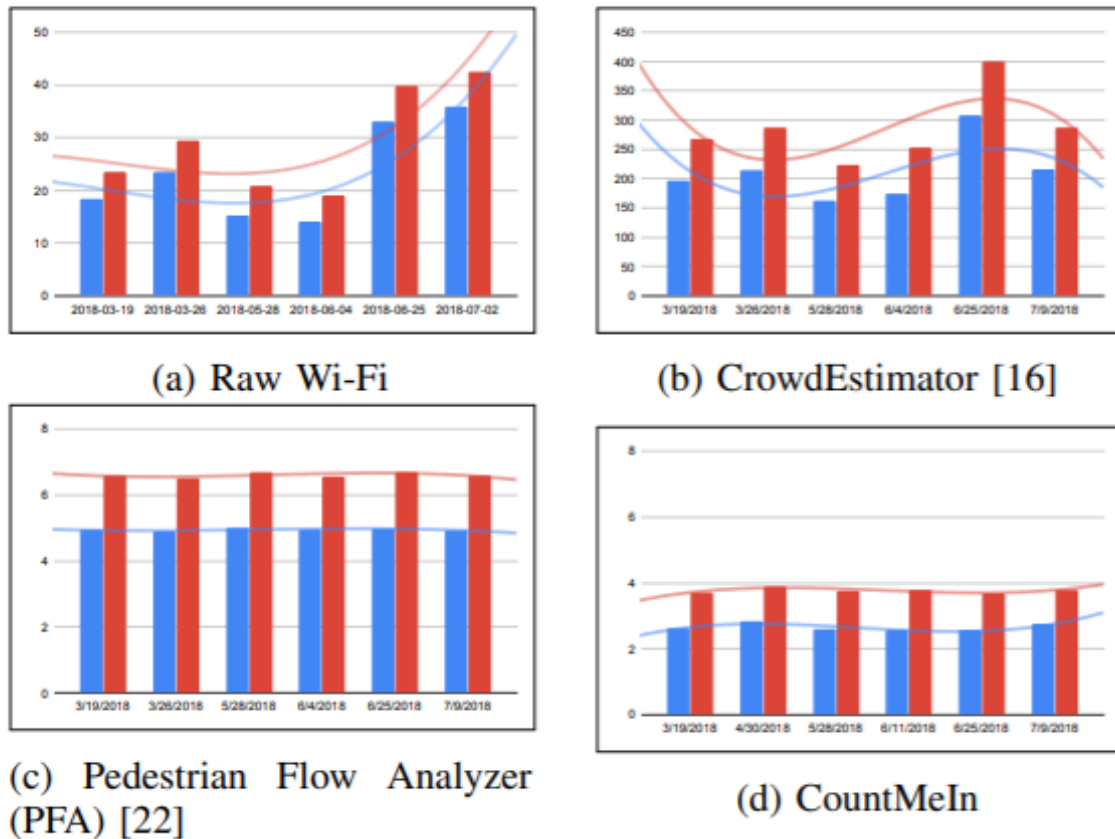 50
40
30
20
10
0
2018-03-19 2018-03-26 2018-05-28 2018-06-04 2018-06-25 2018-07-02
(a) Raw Wi-Fi
450
400
350
300
250
200
150
100
50
0
3/19/2018 3/26/2018 5/28/2018 6/4/2018 6/25/2018 7/9/2018
(b) CrowdEstimator [16]
8
6
4
2
0
3/19/2018 3/26/2018 5/28/2018 6/4/2018 6/25/2018 7/9/2018
(c) Pedestrian Flow Analyzer
(PFA) [22]
8
6
4
2
0
3/19/2018 4/30/2018 5/28/2018 6/11/2018 6/25/2018 7/9/2018
(d) CountMeIn